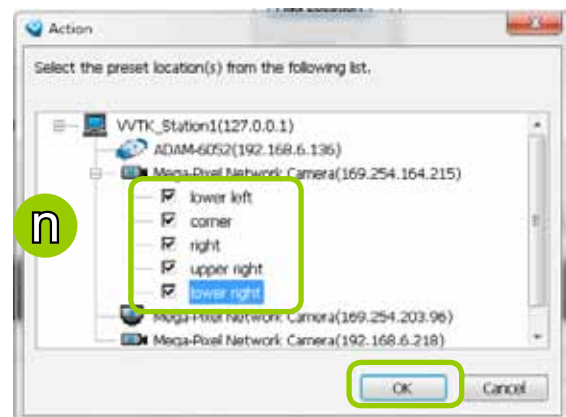 Action
Select the preset location(s) from the following list.
VVTK_Station1(127.0.0.1)
ADAM-6052(192.168.6.136)
Mega-Pixel Network Camera(169.254.164.215)
lower left
corner
n
right
upper right
lower right
Mega-Pixel Network Camera(169.254.203.96)
Mega-Pixel Network Camera(192.168.6.218)
OK
Cancel